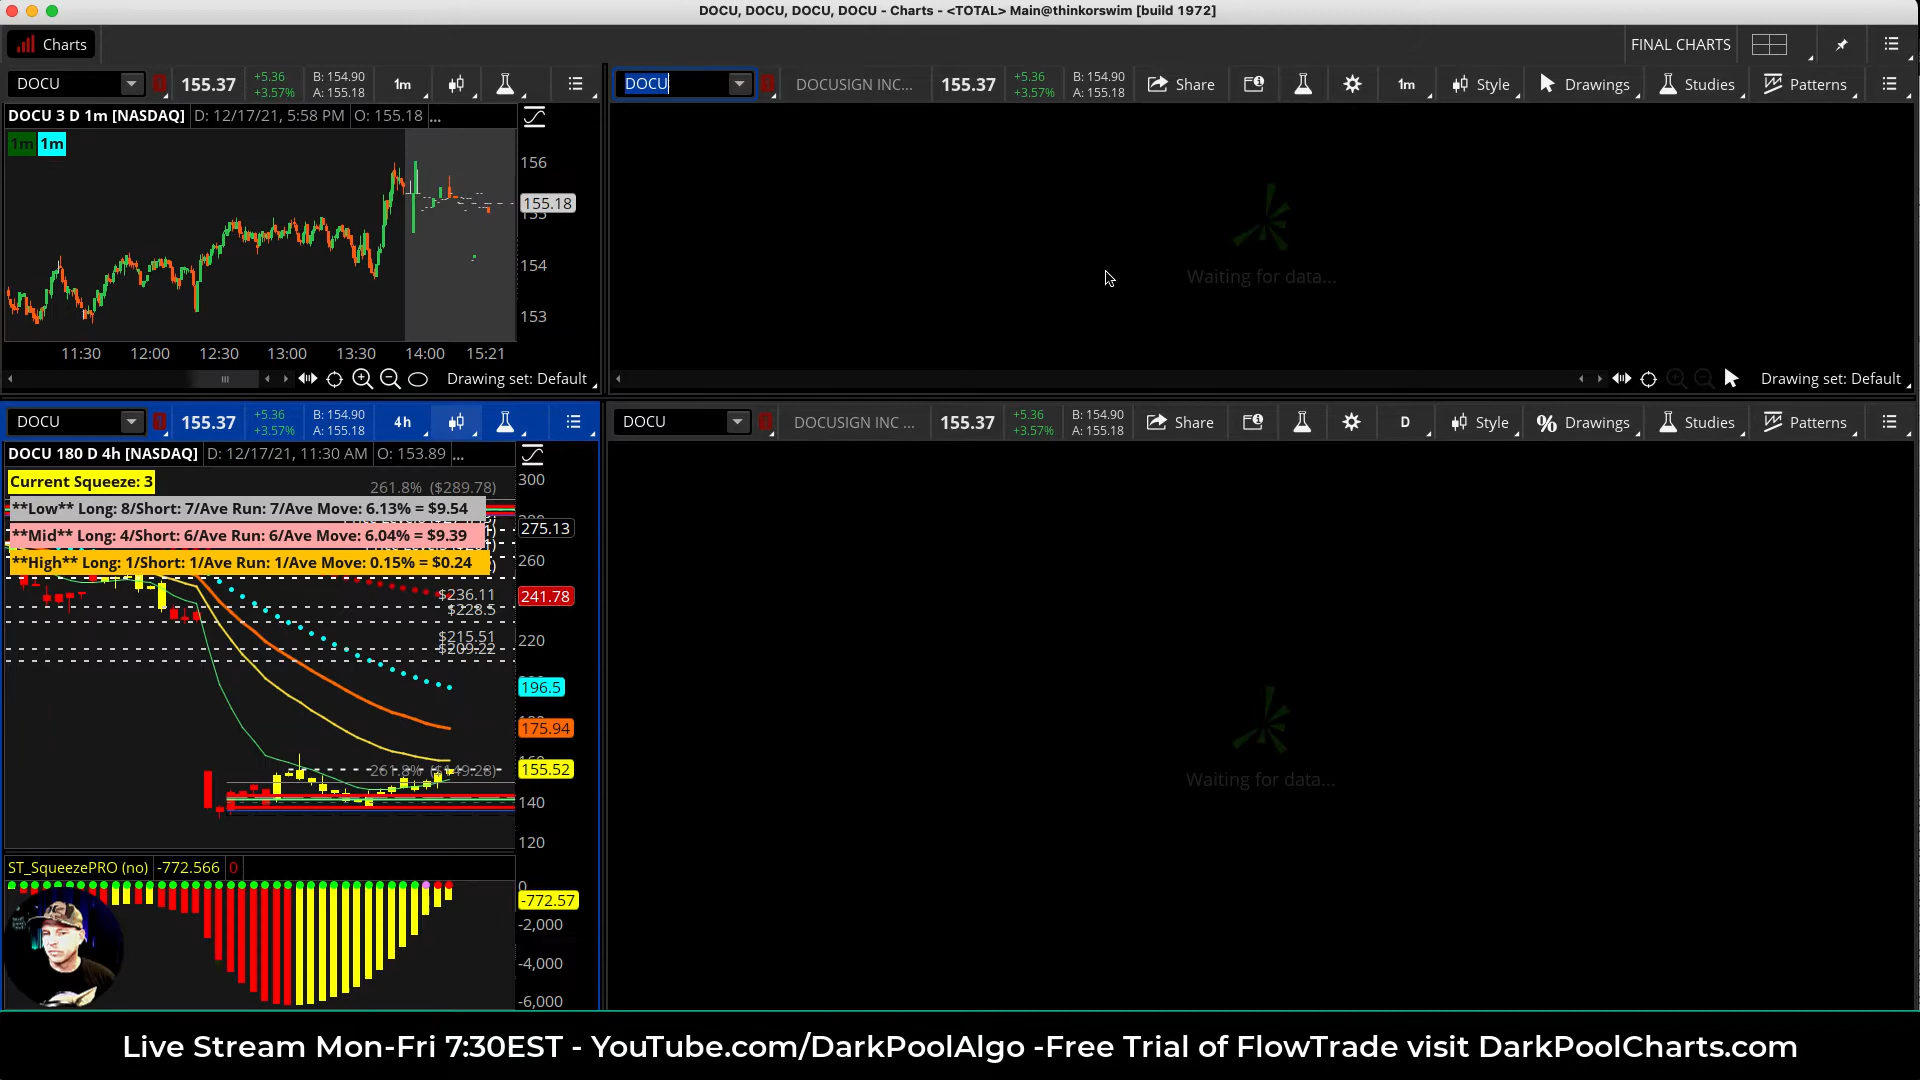 DOCU, DOCU, DOCU, DOCU - Charts - <TOTAL> Main@thinkorswim [build 1972]
Charts
FINAL CHARTS
DOCU
155.37
+5.36
+3.57%
B: 154.90
A: 155.18
1m
DOCU
DOCUSIGN INC...
155.37
+5.36
+3.57%
B: 154.90
A: 155.18
Share
1m
Style
Drawings
Studies
Patterns
DOCU 3 D 1m [NASDAQ]
D: 12/17/21, 5:58 PM
O: 155.18
...
1m
1m
156
155.18
154
153
11:30
12:00
12:30
13:00
13:30
14:00
15:21
Drawing set: Default
Waiting for data...
Drawing set: Default
DOCU
155.37
+5.36
+3.57%
B: 154.90
A: 155.18
4h
DOCU
DOCUSIGN INC ...
155.37
+5.36
+3.57%
B: 154.90
A: 155.18
Share
D
Style
Drawings
Studies
Patterns
DOCU 180 D 4h [NASDAQ]
D: 12/17/21, 11:30 AM
O: 153.89
...
Current Squeeze: 3
261.8% ($289.78)
**Low** Long: 8/Short: 7/Ave Run: 7/Ave Move: 6.13% = $9.54
**Mid** Long: 4/Short: 6/Ave Run: 6/Ave Move: 6.04% = $9.39
**High** Long: 1/Short: 1/Ave Run: 1/Ave Move: 0.15% = $0.24
300
275.13
260
241.78
220
196.5
175.94
155.52
140
120
$236.11
$228.5
$215.51
$209.22
261.8% ($149.28)
ST_SqueezePRO (no)
-772.566
0
0
-772.57
-2,000
-4,000
-6,000
Waiting for data...
Live Stream Mon-Fri 7:30EST - YouTube.com/DarkPoolAlgo -Free Trial of FlowTrade visit DarkPoolCharts.com